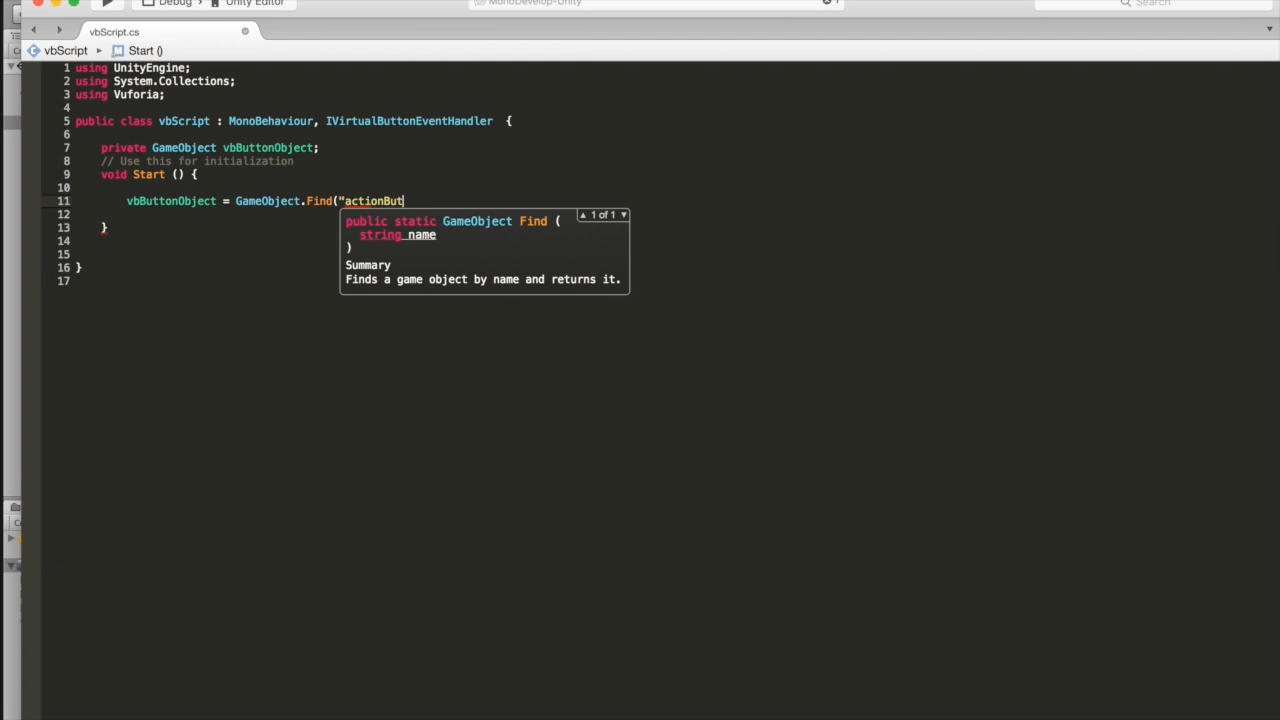 Debug > Unity Editor MonoDevelop-Unity Search
vbScript.cs
vbScript ▸ M Start ()
1 using UnityEngine;
2 using System.Collections;
3 using Vuforia;
4
5 public class vbScript : MonoBehaviour, IVirtualButtonEventHandler {
6
7 private GameObject vbButtonObject;
8 // Use this for initialization
9 void Start () {
10
11 vbButtonObject = GameObject.Find("actionBut
12
13 }
14
15
16 }
17
public static GameObject Find ( ▲ 1 of 1 ▼
string name
)
Summary
Finds a game object by name and returns it.